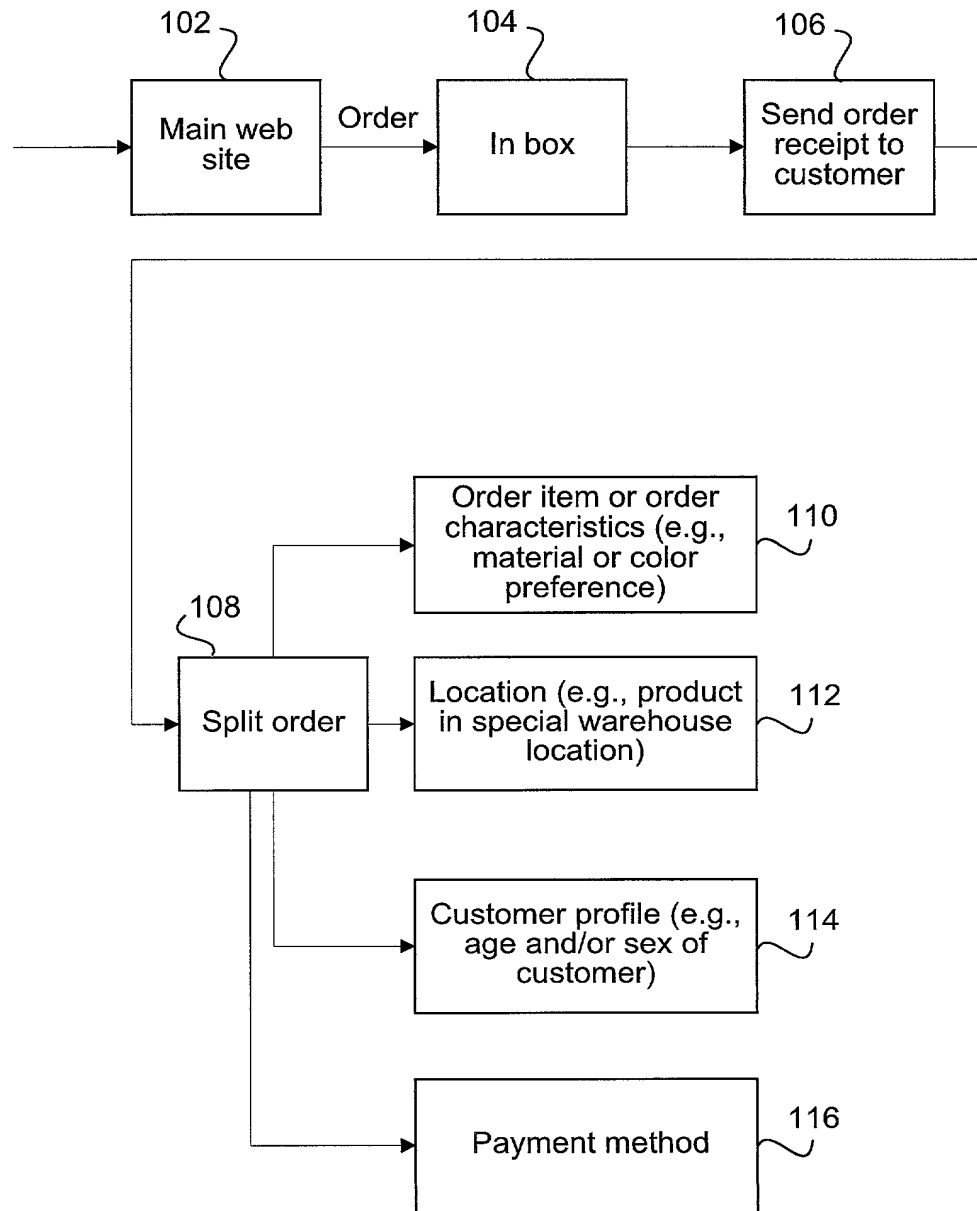 102
104
106
Main web
site
Order
In box
Send order
receipt to
customer
Order item or order
characteristics (e.g.,
material or color
preference)
110
108
Split order
Location (e.g., product
in special warehouse
location)
112
Customer profile (e.g.,
age and/or sex of
customer)
114
Payment method
116